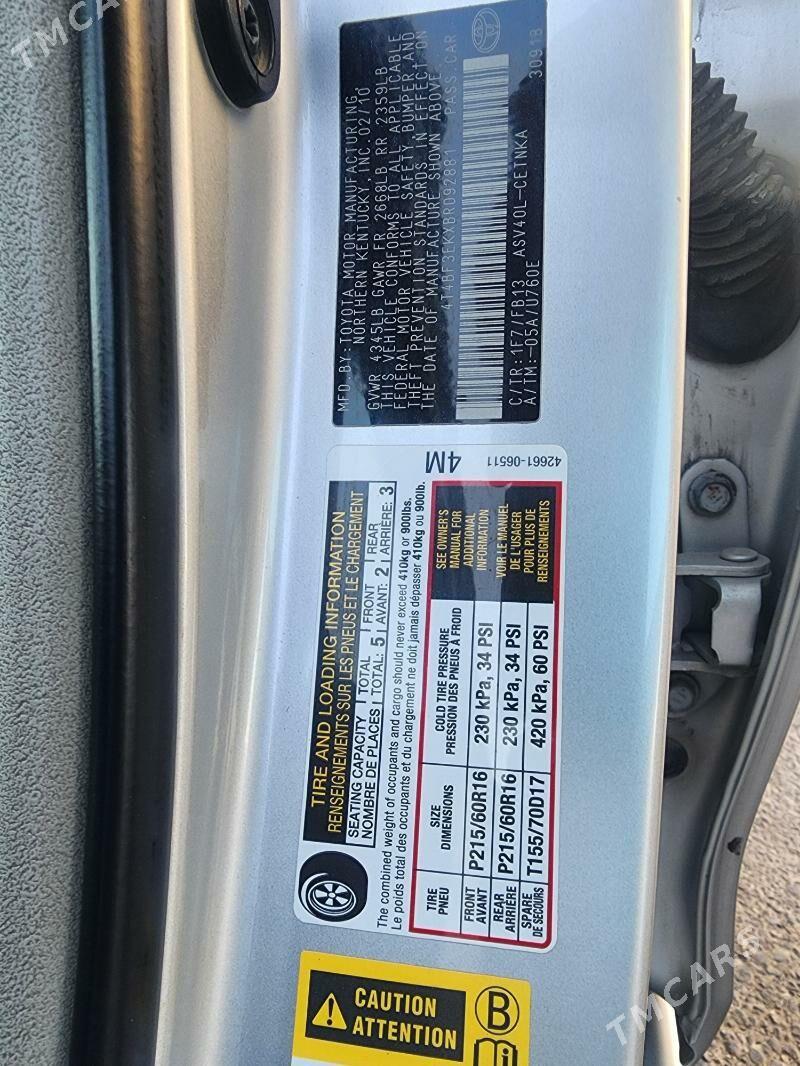 TMCARS
MFD. BY: TOYOTA MOTOR MANUFACTURING
NORTHERN KENTUCKY, INC. 02/10
GVWR 4345LB GAWR FR 2668LB RR 2359LB
THIS VEHICLE CONFORMS TO ALL APPLICABLE
FEDERAL MOTOR VEHICLE SAFETY, BUMPER, AND
THEFT PREVENTION STANDARDS IN EFFECT ON
THE DATE OF MANUFACTURE SHOWN ABOVE.
PASS. CAR
C/TR: 1F7/FB13 ASV40L-CETNKA
A/TM: -05A/U760E 3091B
TIRE AND LOADING INFORMATION
RENSEIGNEMENTS SUR LES PNEUS ET LE CHARGEMENT
SEATING CAPACITY TOTAL FRONT REAR
NOMBRE DE PLACES TOTAL: 5 AVANT: 2 ARRIÈRE: 3
The combined weight of occupants and cargo should never exceed 410kg or 900lbs.
Le poids total des occupants et du chargement ne doit jamais dépasser 410kg ou 900lb.
TIRE SIZE COLD TIRE PRESSURE
PNEU DIMENSIONS PRESSION DES PNEUS À FROID
FRONT
AVANT P215/60R16 230 kPa, 34 PSI
REAR
ARRIÈRE P215/60R16 230 kPa, 34 PSI
SPARE
DE SECOURS T155/70D17 420 kPa, 60 PSI
SEE OWNER'S
MANUAL FOR
ADDITIONAL
INFORMATION
VOIR LE MANUEL
DE L'USAGER
POUR PLUS DE
RENSEIGNEMENTS
4M
42661-06511
CAUTION
ATTENTION
B
TMCARS